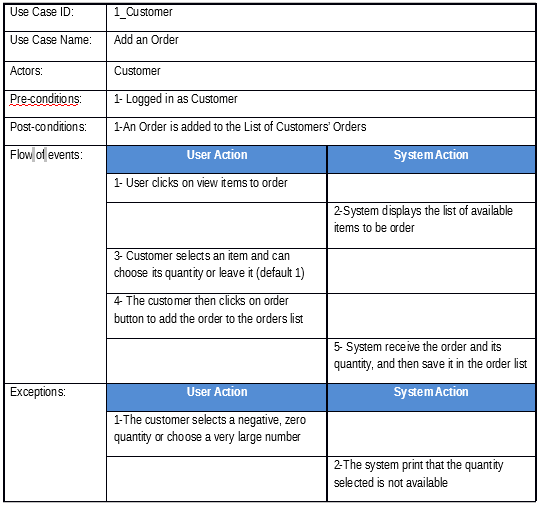 Use Case ID: 1_Customer
Use Case Name: Add an Order
Actors: Customer
Pre-conditions: 1- Logged in as Customer
Post-conditions: 1-An Order is added to the List of Customers' Orders
Flow of events: User Action System Action
1- User clicks on view items to order
2-System displays the list of available
items to be order
3- Customer selects an item and can
choose its quantity or leave it (default 1)
4- The customer then clicks on order
button to add the order to the orders list
5- System receive the order and its
quantity, and then save it in the order list
Exceptions: User Action System Action
1-The customer selects a negative, zero
quantity or choose a very large number
2-The system print that the quantity
selected is not available